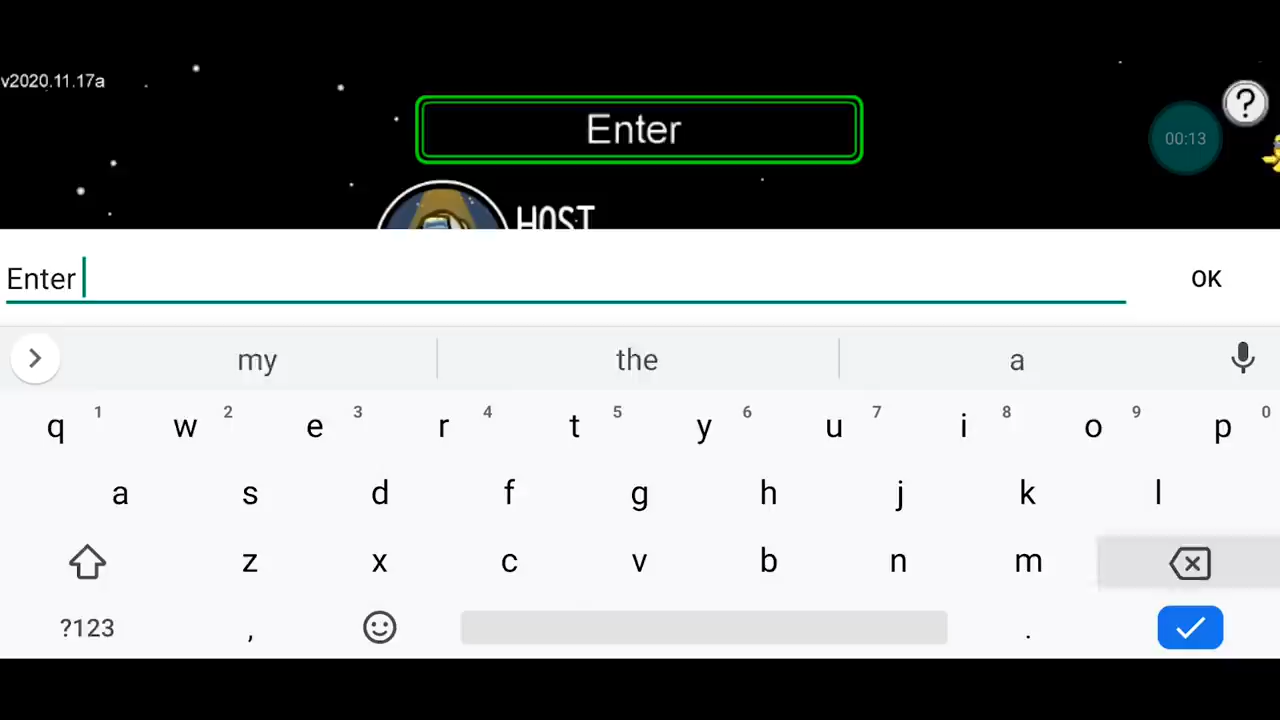 v2020.11.17a
Enter
00:13
?
HOST
Enter
OK
my the a
q 1 w 2 e 3 r 4 t 5 y 6 u 7 i 8 o 9 p 0
a s d f g h j k l
z x c v b n m
?123 , .